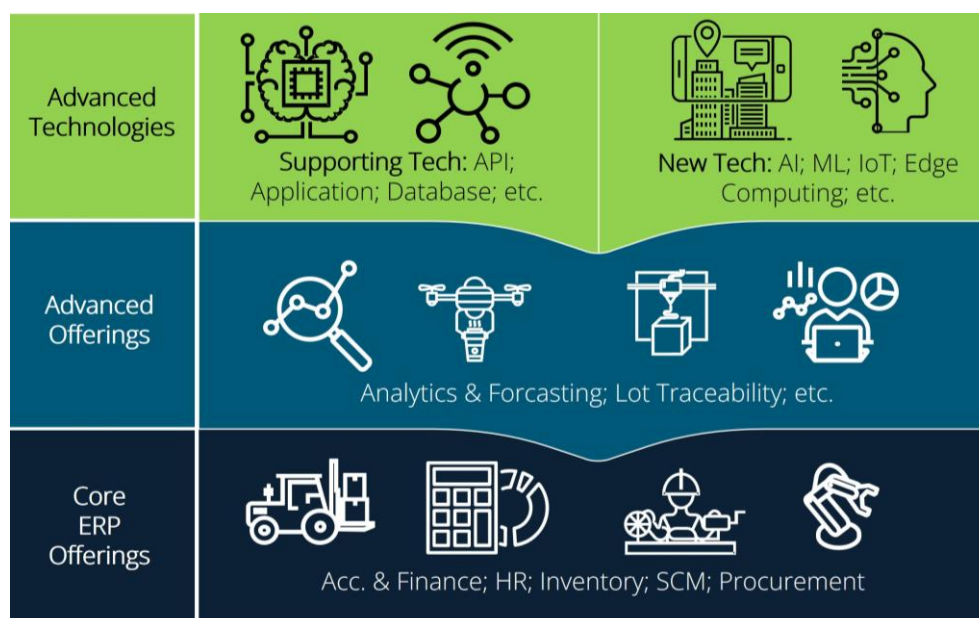 Advanced
Technologies
Supporting Tech: API;
Application; Database; etc.
New Tech: AI; ML; IoT; Edge
Computing; etc.
Advanced
Offerings
Analytics & Forcasting; Lot Traceability; etc.
Core
ERP
Offerings
Acc. & Finance; HR; Inventory; SCM; Procurement